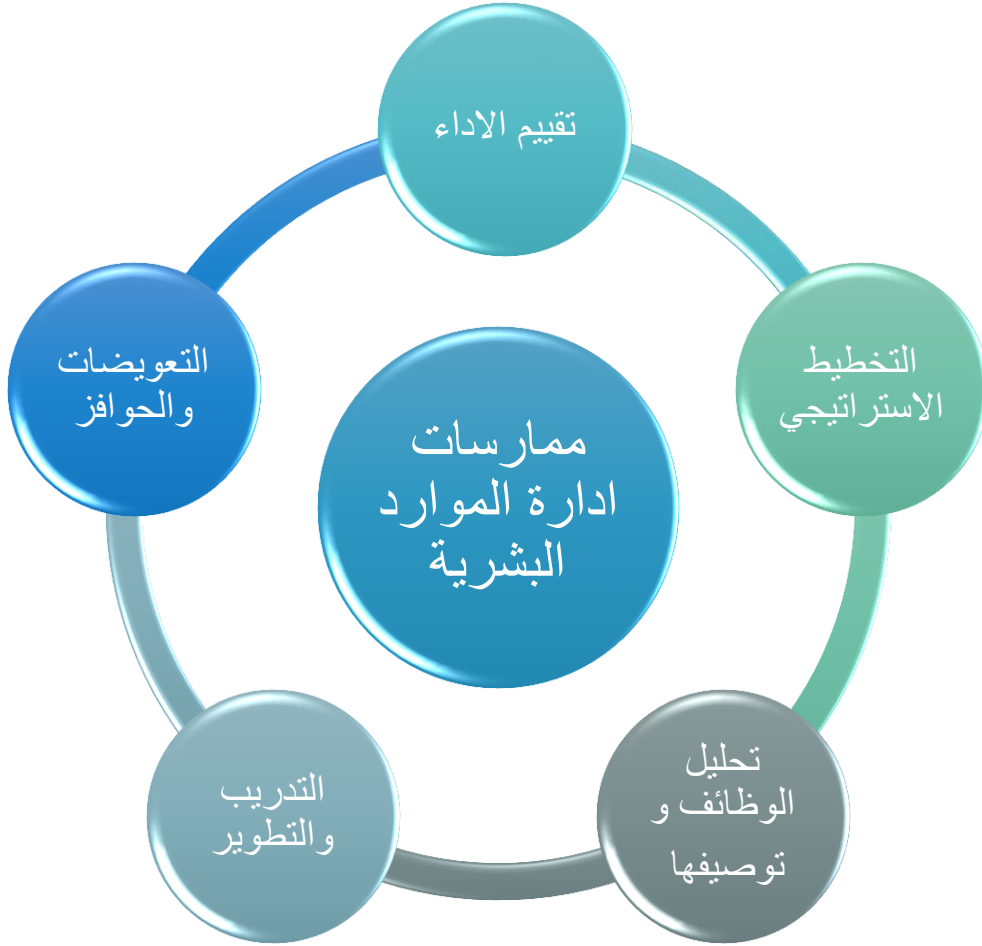 تقييم الاداء
التخطيط
الاستراتيجي
تحليل
الوظائف و
توصيفها
التدريب
والتطوير
التعويضات
والحوافز
ممارسات
ادارة الموارد
البشرية